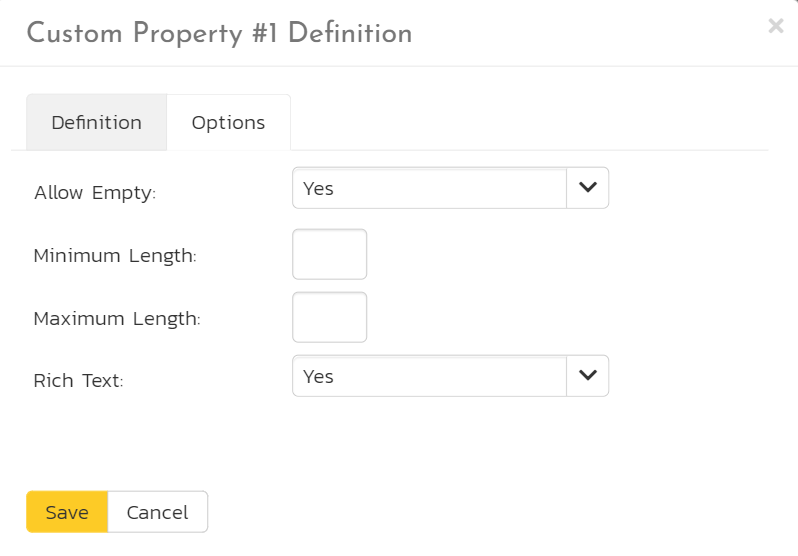 Custom Property #1 Definition
×
Definition Options
Allow Empty: Yes
Minimum Length:
Maximum Length:
Rich Text: Yes
Save Cancel